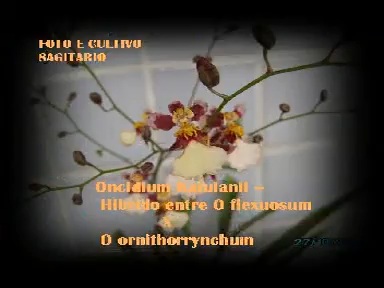 FOTO E CULTIVO
SAGITARIO
Oncidium –
Hibrido entre O flexuosum
O ornithorrynchum